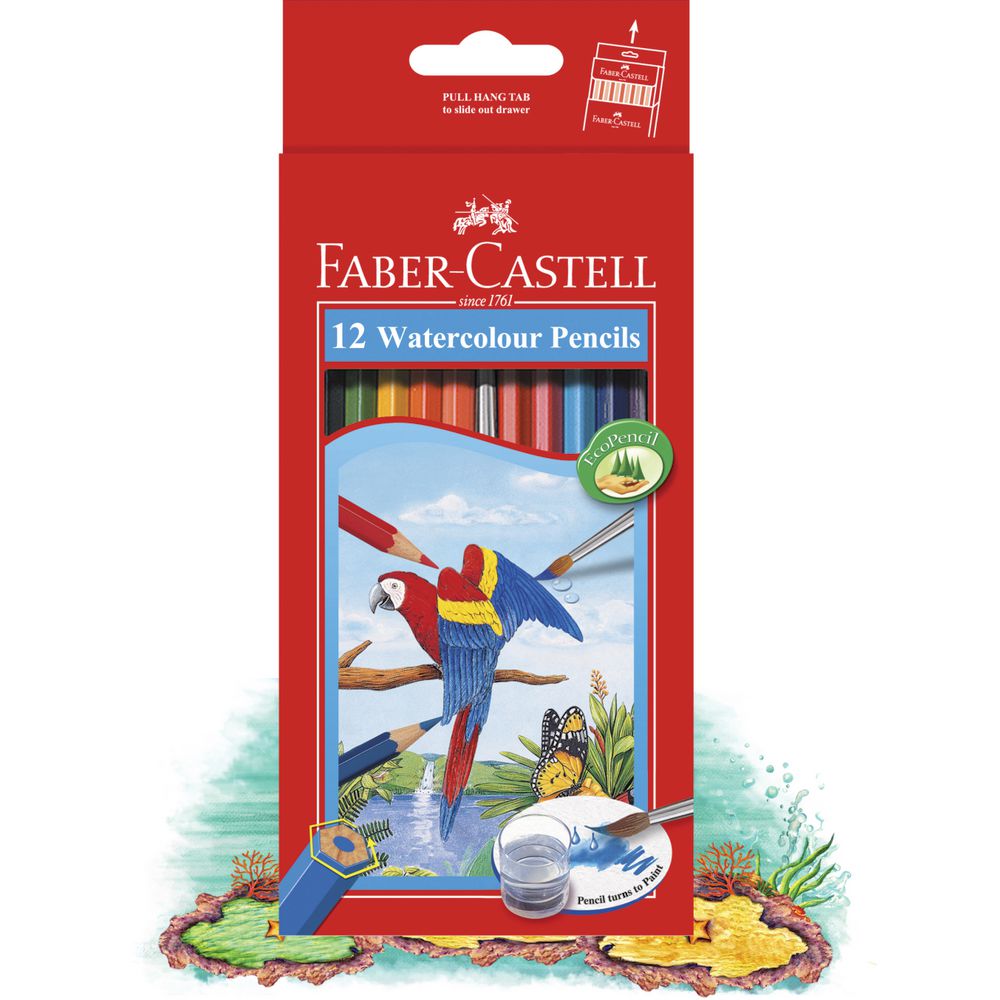 PULL HANG TAB
to slide out drawer
FABER-CASTELL
FABER-CASTELL
FABER-CASTELL
since 1761
12 Watercolour Pencils
EcoPencil
Pencil turns to Paint